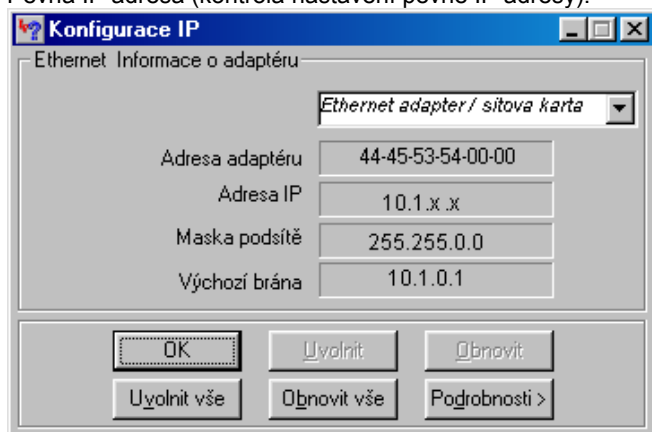 Pevná IP adresa (kontrola nastavení pevné IP adresy):
Konfigurace IP
Ethernet Informace o adaptéru
Ethernet adapter / sitova karta
Adresa adaptéru 44-45-53-54-00-00
Adresa IP 10.1.x .x
Maska podsítě 255.255.0.0
Výchozí brána 10.1.0.1
OK Uvolnit Obnovit
Uvolnit vše Obnovit vše Podrobnosti >